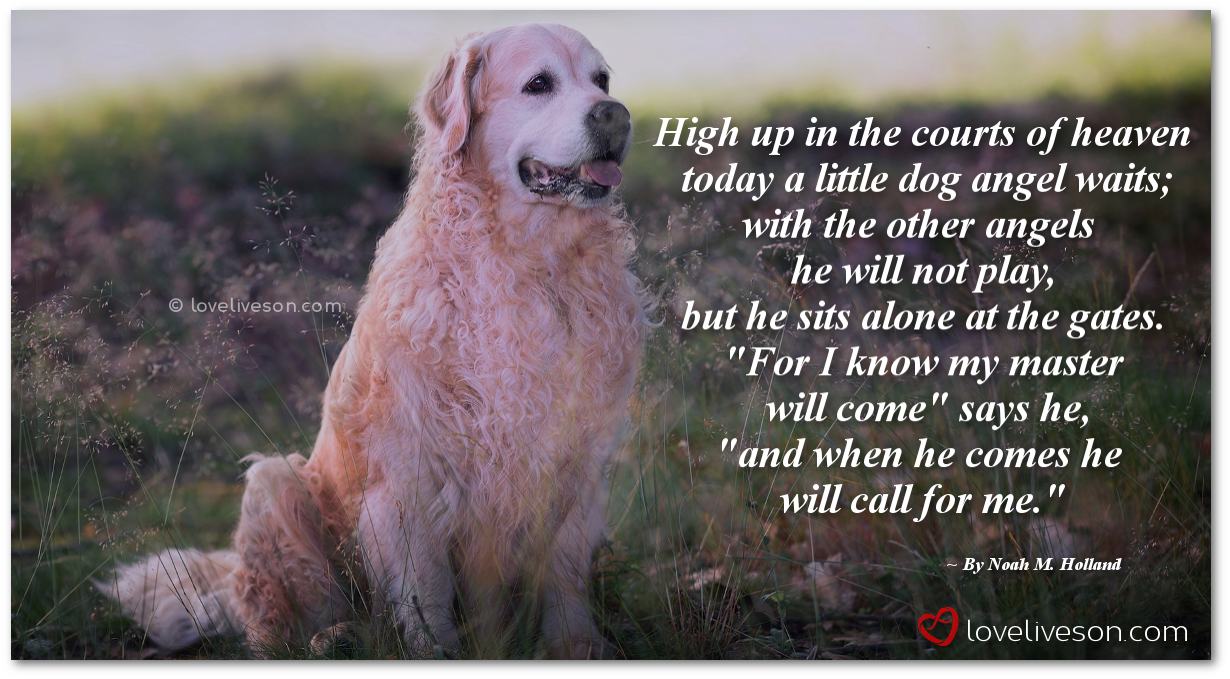 High up in the courts of heaven
today a little dog angel waits;
with the other angels
he will not play,
but he sits alone at the gates.
"For I know my master
will come" says he,
"and when he comes he
will call for me."
~ By Noah M. Holland
© loveliveson.com
loveliveson.com